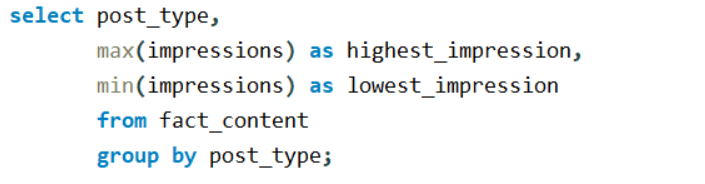 select post_type,
max(impressions) as highest_impression,
min(impressions) as lowest_impression
from fact_content
group by post_type;